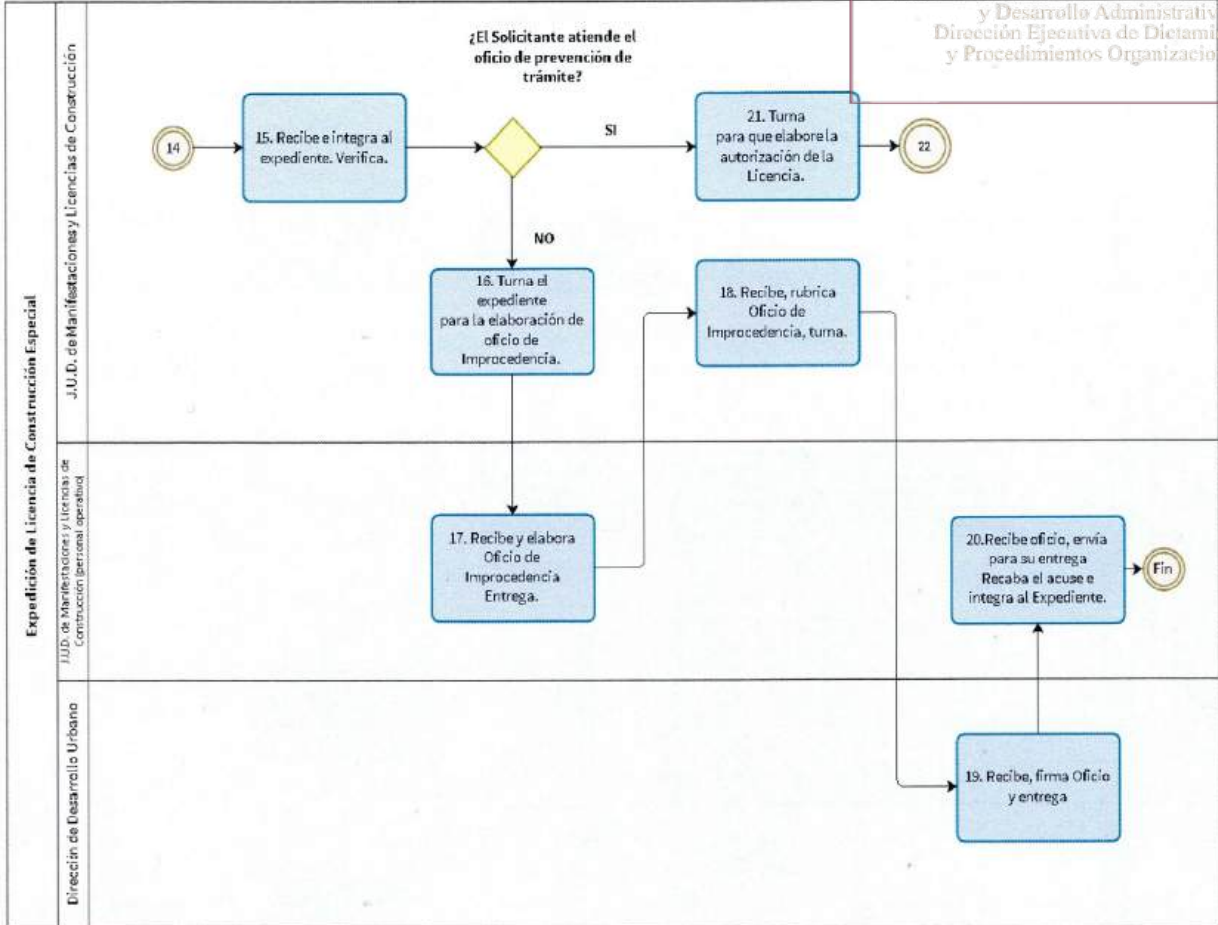 y Desarrollo Administrativ
Dirección Ejecutiva de Dictami
y Procedimientos Organizacio
Expedición de Licencia de Construcción Especial
J.U.D. de Manifestaciones y Licencias de Construcción
¿El Solicitante atiende el
oficio de prevención de
trámite?
14
15. Recibe e integra al
expediente. Verifica.
SI
21. Turna
para que elabore la
autorización de la
Licencia.
22
NO
16. Turna el
expediente
para la elaboración de
oficio de
Improcedencia.
18. Recibe, rubrica
Oficio de
Improcedencia, turna.
J.U.D. de Manifestaciones y Licencias de
Construcción (personal operativo)
17. Recibe y elabora
Oficio de
Improcedencia
Entrega.
20.Recibe oficio, envía
para su entrega
Recaba el acuse e
integra al Expediente.
Fin
Dirección de Desarrollo Urbano
19. Recibe, firma Oficio
y entrega